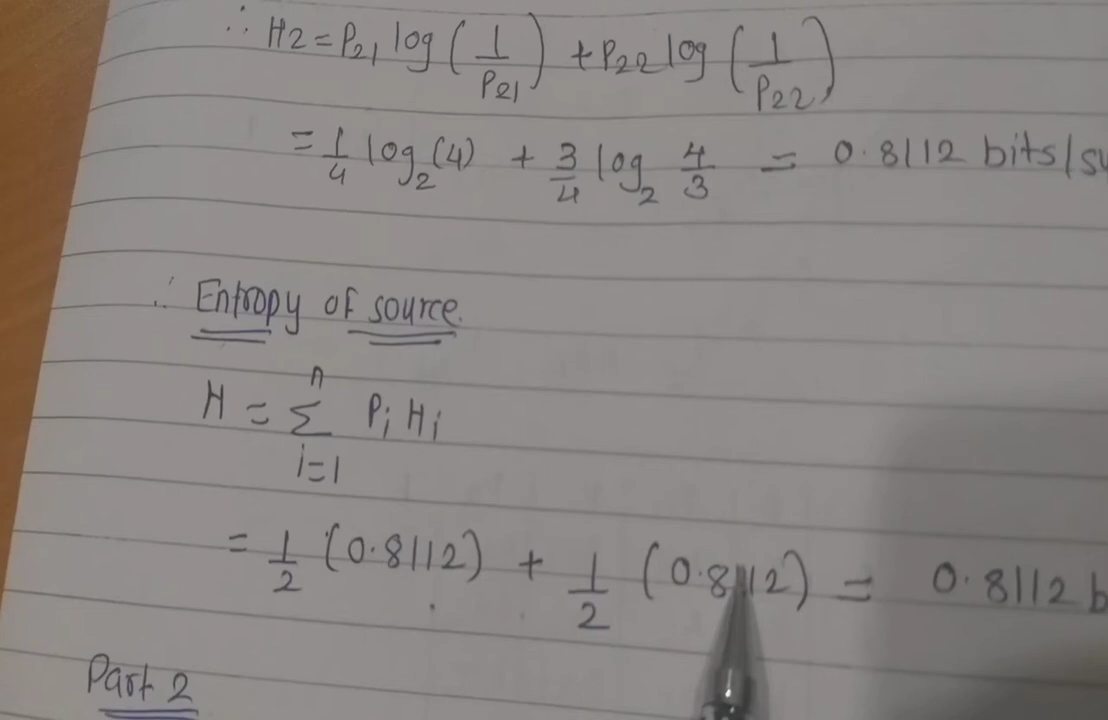 ∴ H2 = P21 log (1/P21) + P22 log (1/P22)
= 1/4 log2(4) + 3/4 log2 4/3 = 0.8112 bits/sy
∴ Entropy of source.
H = Σ(i=1 to n) Pi Hi
= 1/2 (0.8112) + 1/2 (0.8112) = 0.8112 b
Part 2